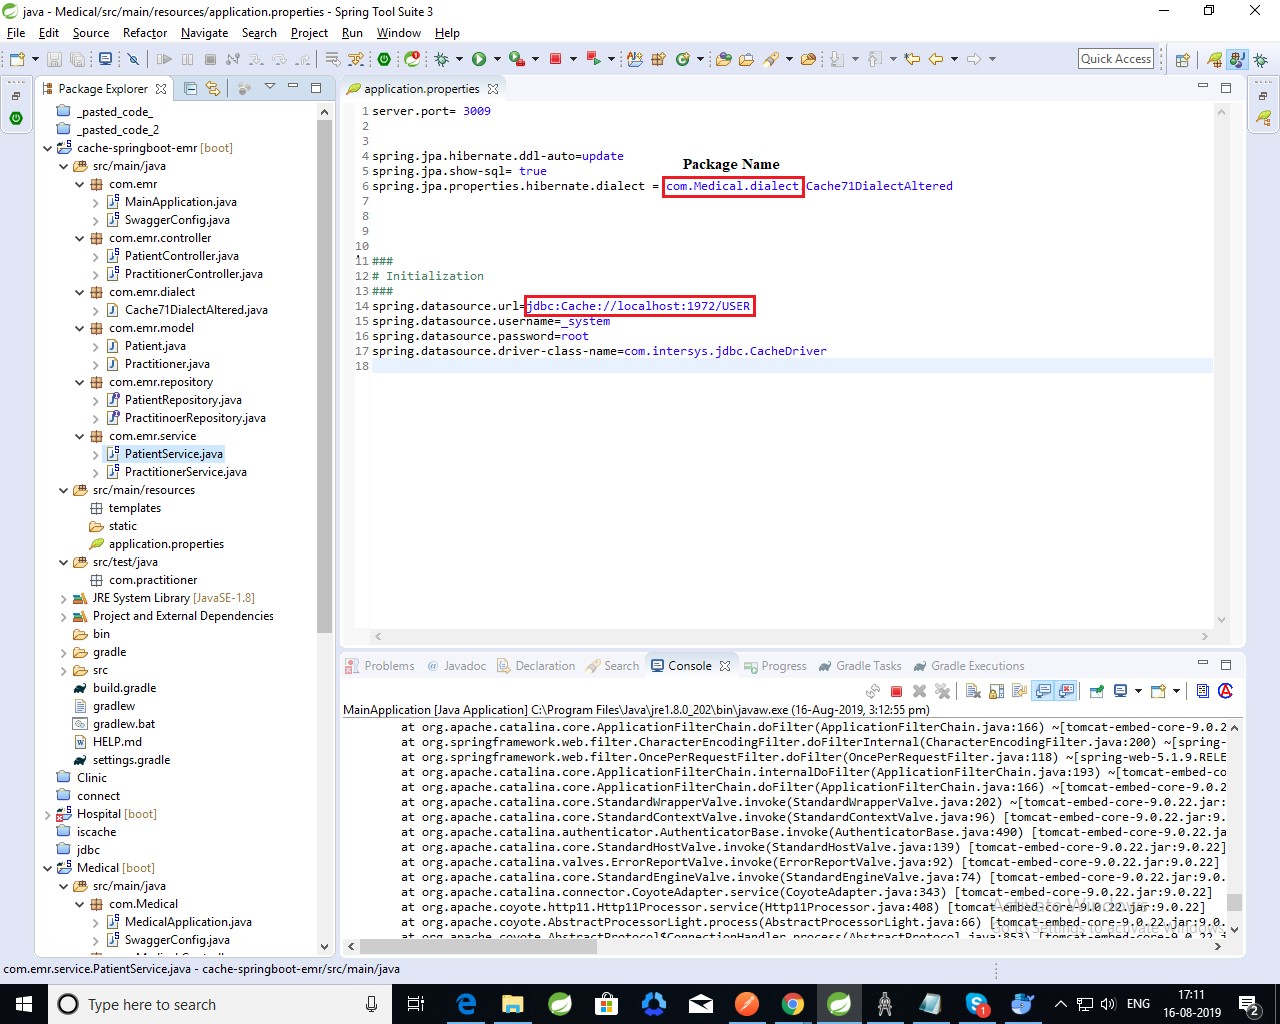 java - Medical/src/main/resources/application.properties - Spring Tool Suite 3
File Edit Source Refactor Navigate Search Project Run Window Help
Quick Access
Package Explorer
_pasted_code_
_pasted_code_2
cache-springboot-emr [boot]
src/main/java
com.emr
MainApplication.java
SwaggerConfig.java
com.emr.controller
PatientController.java
PractitionerController.java
com.emr.dialect
Cache71DialectAltered.java
com.emr.model
Patient.java
Practitioner.java
com.emr.repository
PatientRepository.java
PractitinoerRepository.java
com.emr.service
PatientService.java
PractitionerService.java
src/main/resources
templates
static
application.properties
src/test/java
com.practitioner
JRE System Library [JavaSE-1.8]
Project and External Dependencies
bin
gradle
src
build.gradle
gradlew
gradlew.bat
HELP.md
settings.gradle
Clinic
connect
Hospital [boot]
iscache
jdbc
Medical [boot]
src/main/java
com.Medical
MedicalApplication.java
SwaggerConfig.java
application.properties
1 server.port= 3009
2
3
4 spring.jpa.hibernate.ddl-auto=update
5 spring.jpa.show-sql= true
Package Name
6 spring.jpa.properties.hibernate.dialect = com.Medical.dialect.Cache71DialectAltered
7
8
9
10
11 ###
12 # Initialization
13 ###
14 spring.datasource.url=jdbc:Cache://localhost:1972/USER
15 spring.datasource.username=_system
16 spring.datasource.password=root
17 spring.datasource.driver-class-name=com.intersys.jdbc.CacheDriver
18
Problems @ Javadoc Declaration Search Console Progress Gradle Tasks Gradle Executions
MainApplication [Java Application] C:\Program Files\Java\jre1.8.0_202\bin\javaw.exe (16-Aug-2019, 3:12:55 pm)
at org.apache.catalina.core.ApplicationFilterChain.doFilter(ApplicationFilterChain.java:166) ~[tomcat-embed-core-9.0.2
at org.springframework.web.filter.CharacterEncodingFilter.doFilterInternal(CharacterEncodingFilter.java:200) ~[spring-
at org.springframework.web.filter.OncePerRequestFilter.doFilter(OncePerRequestFilter.java:118) ~[spring-web-5.1.9.RELE
at org.apache.catalina.core.ApplicationFilterChain.internalDoFilter(ApplicationFilterChain.java:193) ~[tomcat-embed-co
at org.apache.catalina.core.ApplicationFilterChain.doFilter(ApplicationFilterChain.java:166) ~[tomcat-embed-core-9.0.2
at org.apache.catalina.core.StandardWrapperValve.invoke(StandardWrapperValve.java:202) ~[tomcat-embed-core-9.0.22.jar:
at org.apache.catalina.core.StandardContextValve.invoke(StandardContextValve.java:96) [tomcat-embed-core-9.0.22.jar:9.
at org.apache.catalina.authenticator.AuthenticatorBase.invoke(AuthenticatorBase.java:490) [tomcat-embed-core-9.0.22.ja
at org.apache.catalina.core.StandardHostValve.invoke(StandardHostValve.java:139) [tomcat-embed-core-9.0.22.jar:9.0.22]
at org.apache.catalina.valves.ErrorReportValve.invoke(ErrorReportValve.java:92) [tomcat-embed-core-9.0.22.jar:9.0.22]
at org.apache.catalina.core.StandardEngineValve.invoke(StandardEngineValve.java:74) [tomcat-embed-core-9.0.22.jar:9.0.
at org.apache.catalina.connector.CoyoteAdapter.service(CoyoteAdapter.java:343) [tomcat-embed-core-9.0.22.jar:9.0.22]
at org.apache.coyote.http11.Http11Processor.service(Http11Processor.java:408) [tomcat-embed-core-9.0.22.jar:9.0.22]
at org.apache.coyote.AbstractProcessorLight.process(AbstractProcessorLight.java:66) [tomcat-embed-core-9.0.22.jar:9.0.
at org.apache.coyote.AbstractProtocol$ConnectionHandler.process(AbstractProtocol.java:853) [tomcat-embed-core-9.0.22.j
Activate Windows
Go to Settings to activate Windows.
com.emr.service.PatientService.java - cache-springboot-emr/src/main/java
Type here to search
ENG
17:11
16-08-2019
2